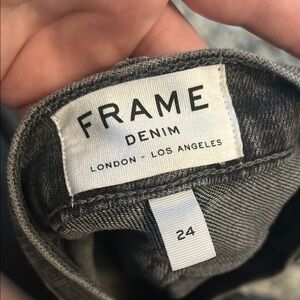 FRAME
DENIM
LONDON - LOS ANGELES
24